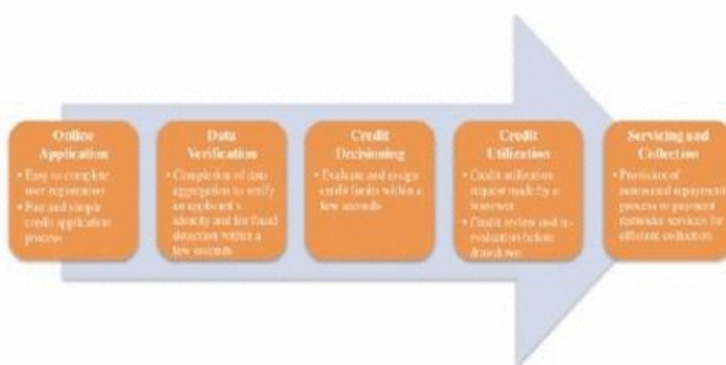 Online
Application
• Easy to complete
user registration
• Fast and simple
credit application
process
Data
Verification
• Completion of data
aggregation to verify
an applicant's
identity and for fraud
detection within a
few seconds
Credit
Decisioning
• Evaluate and assign
credit limits within a
few seconds
Credit
Utilization
• Credit utilization
request made by a
borrower
• Credit review and re-
evaluation before
drawdown
Servicing and
Collection
• Provision of
automated repayment
process to payment
reminder services for
different collection